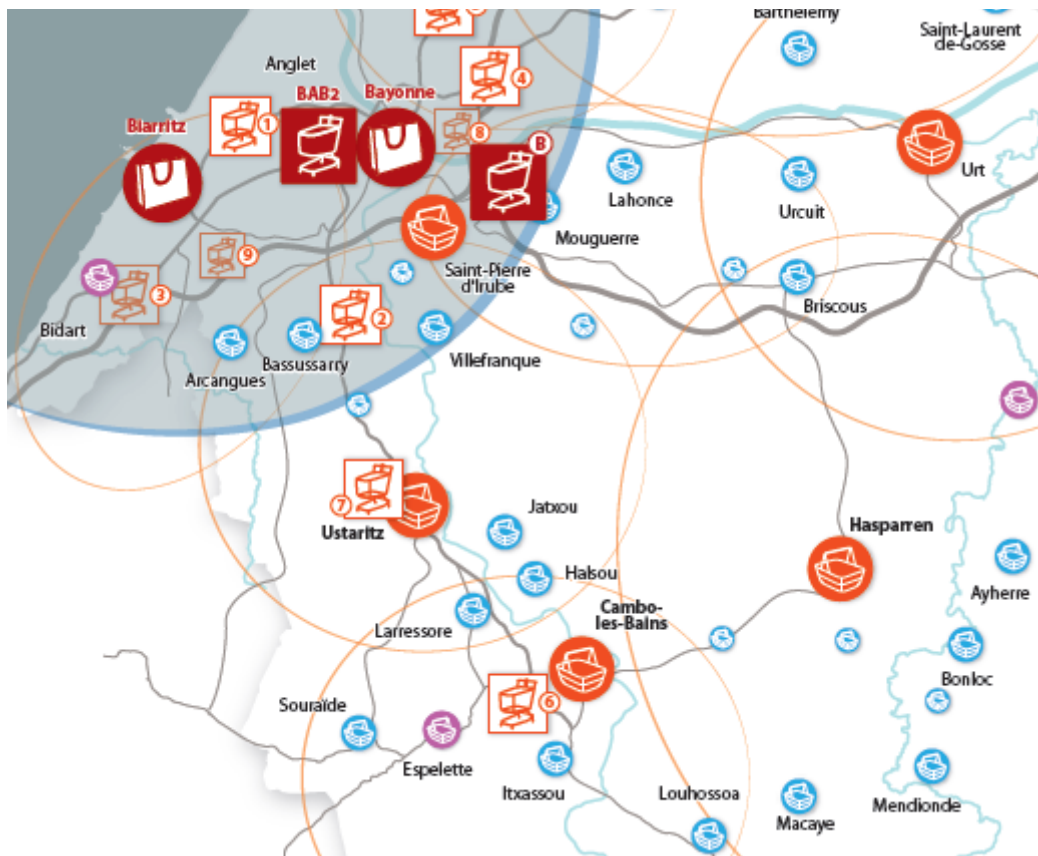 Barthelemy
Saint-Laurent
de-Gosse
Anglet
4
BAB2
Bayonne
1
8
B
Biarritz
Urt
Lahonce
Urcuit
Mouguerre
9
Saint-Pierre
d'Irube
3
2
Briscous
Bidart
Bassussarry
Villefranque
Arcangues
7
Jatxou
Ustaritz
Hasparren
Halsou
Ayherre
Cambo-
les-Bains
Larressore
Bonloc
6
Souraïde
Espelette
Itxassou
Louhossoa
Macaye
Mendionde